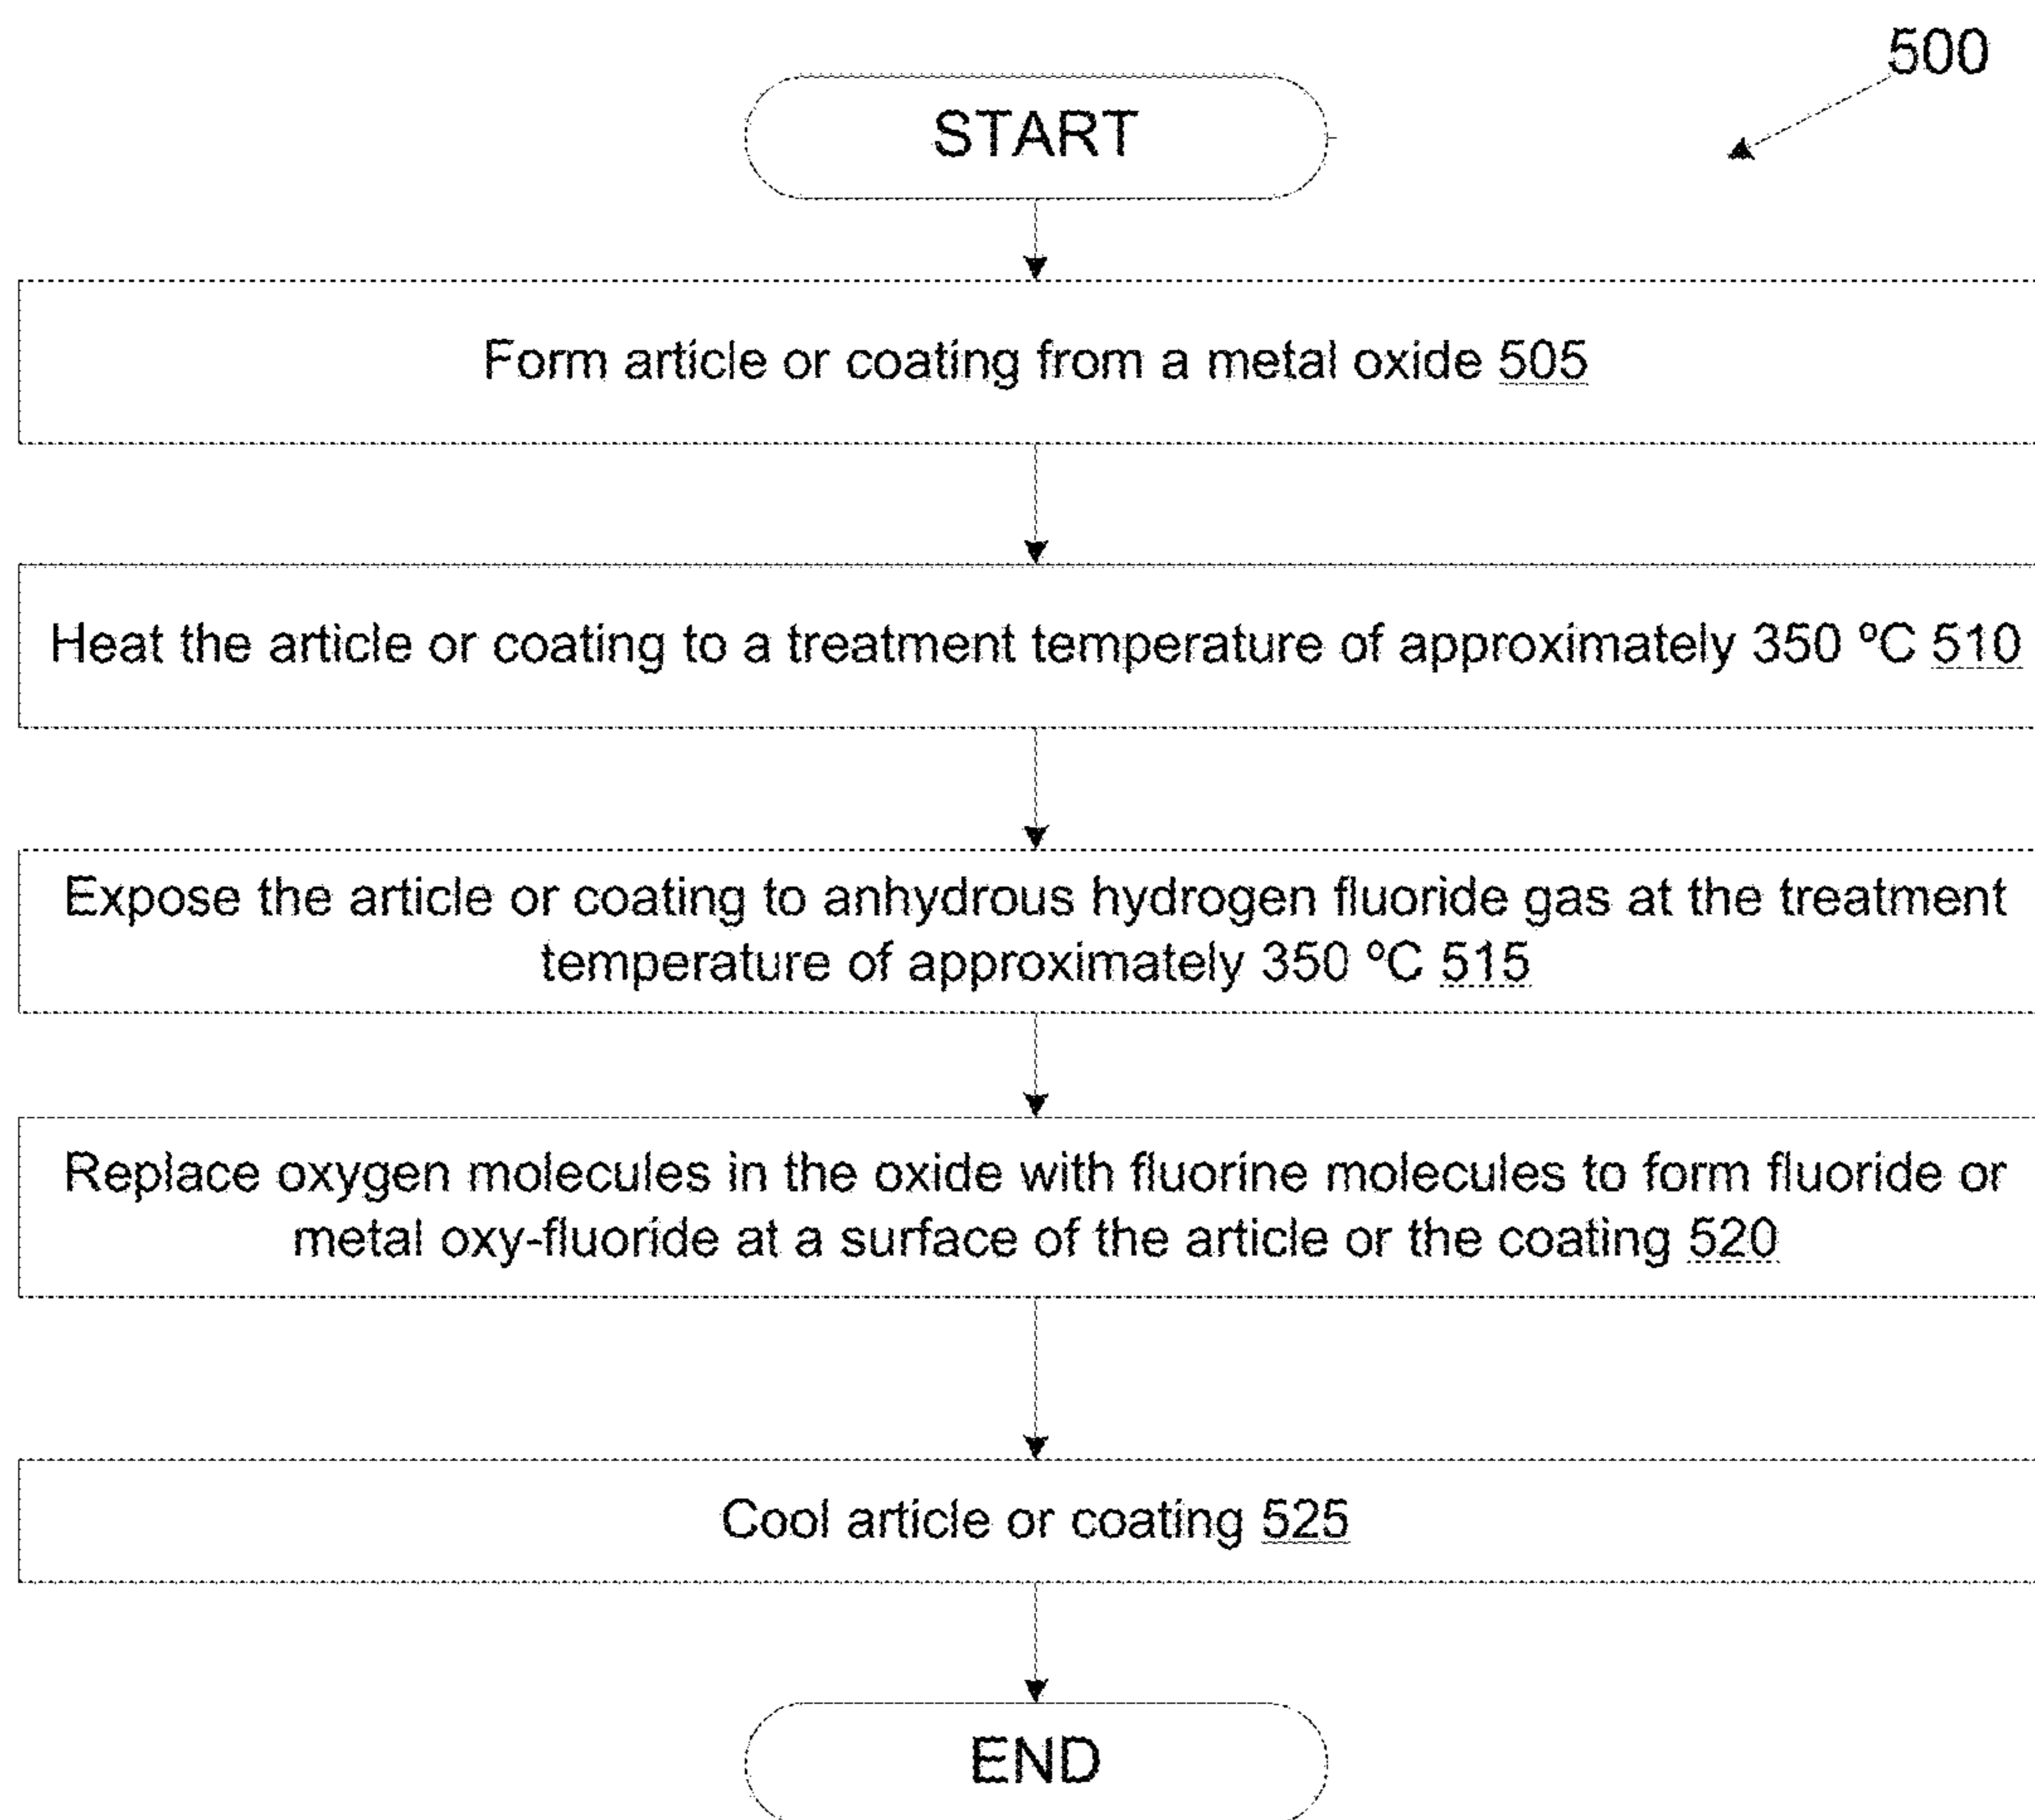 500
START
Form article or coating from a metal oxide 505
Heat the article or coating to a treatment temperature of approximately 350 ºC 510
Expose the article or coating to anhydrous hydrogen fluoride gas at the treatment
temperature of approximately 350 ºC 515
Replace oxygen molecules in the oxide with fluorine molecules to form fluoride or
metal oxy-fluoride at a surface of the article or the coating 520
Cool article or coating 525
END